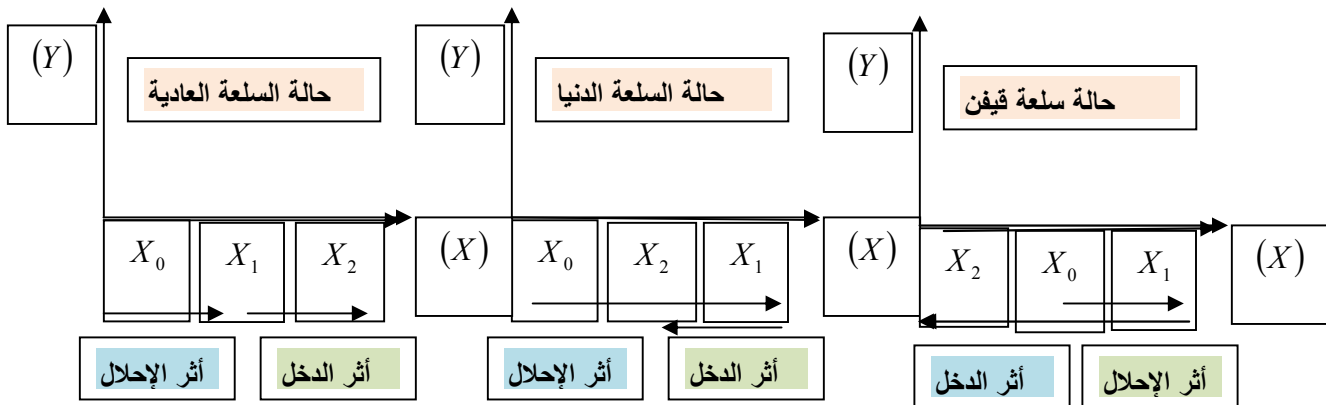 (Y)
حالة السلعة العادية
X₀ X₁ X₂ (X)
أثر الإحلال
أثر الدخل
(Y)
حالة السلعة الدنيا
X₀ X₂ X₁ (X)
أثر الإحلال
أثر الدخل
(Y)
حالة سلعة قيفن
X₂ X₀ X₁ (X)
أثر الدخل
أثر الإحلال